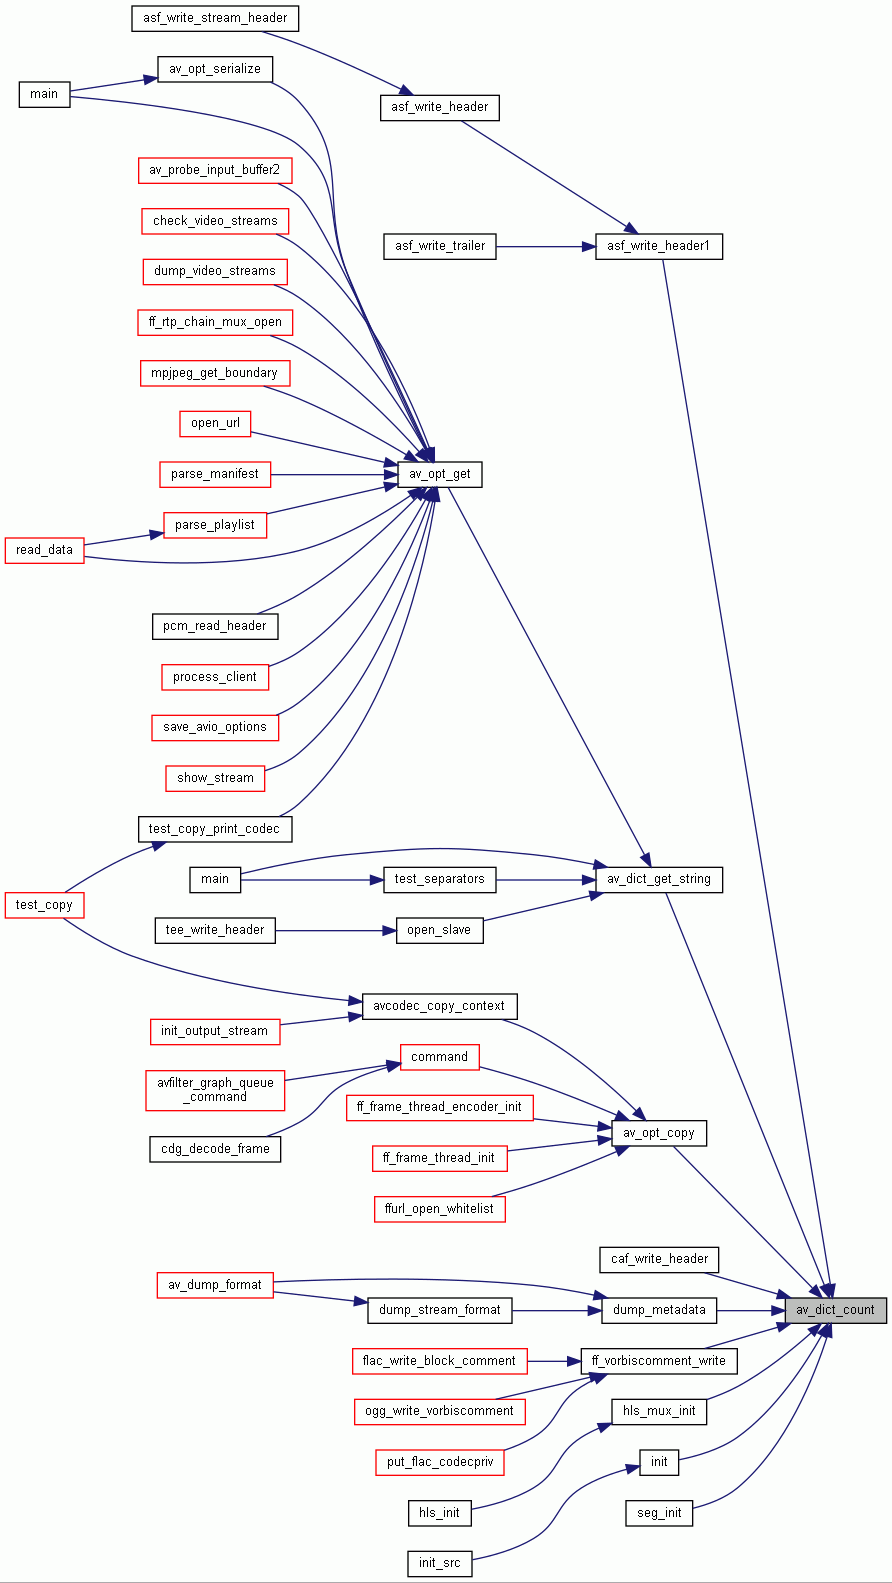 asf_write_stream_header
av_opt_serialize
main
asf_write_header
av_probe_input_buffer2
check_video_streams
asf_write_trailer
asf_write_header1
dump_video_streams
ff_rtp_chain_mux_open
mpjpeg_get_boundary
open_url
parse_manifest
av_opt_get
parse_playlist
read_data
pcm_read_header
process_client
save_avio_options
show_stream
test_copy_print_codec
main
test_separators
av_dict_get_string
test_copy
tee_write_header
open_slave
avcodec_copy_context
init_output_stream
command
avfilter_graph_queue
_command
ff_frame_thread_encoder_init
av_opt_copy
cdg_decode_frame
ff_frame_thread_init
ffurl_open_whitelist
caf_write_header
av_dump_format
dump_stream_format
dump_metadata
av_dict_count
flac_write_block_comment
ff_vorbiscomment_write
ogg_write_vorbiscomment
hls_mux_init
put_flac_codecpriv
init
hls_init
seg_init
init_src